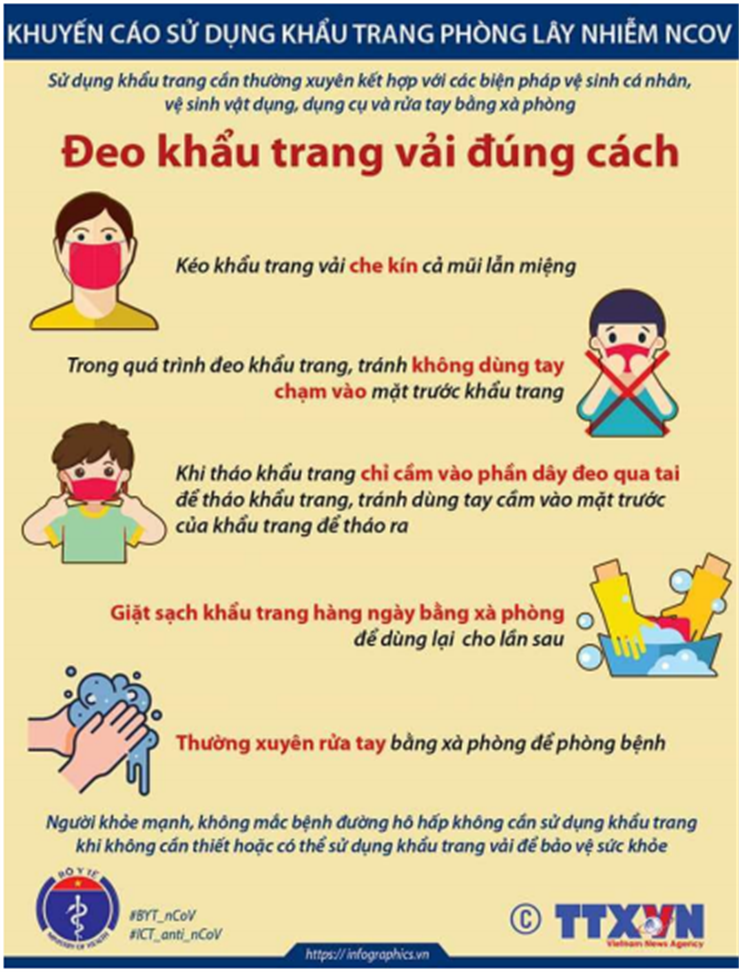 KHUYẾN CÁO SỬ DỤNG KHẨU TRANG PHÒNG LÂY NHIỄM NCOV
Sử dụng khẩu trang cần thường xuyên kết hợp với các biện pháp vệ sinh cá nhân,
vệ sinh vật dụng, dụng cụ và rửa tay bằng xà phòng
Đeo khẩu trang vải đúng cách
Kéo khẩu trang vải che kín cả mũi lẫn miệng
Trong quá trình đeo khẩu trang, tránh không dùng tay
chạm vào mặt trước khẩu trang
Khi tháo khẩu trang chỉ cầm vào phần dây đeo qua tai
để tháo khẩu trang, tránh dùng tay cầm vào mặt trước
của khẩu trang để tháo ra
Giặt sạch khẩu trang hàng ngày bằng xà phòng
để dùng lại cho lần sau
Thường xuyên rửa tay bằng xà phòng để phòng bệnh
Người khỏe mạnh, không mắc bệnh đường hô hấp không cần sử dụng khẩu trang
khi không cần thiết hoặc có thể sử dụng khẩu trang vải để bảo vệ sức khỏe
BỘ Y TẾ
MINISTRY OF HEALTH
#BYT_nCoV
#ICT_anti_nCoV
© TTXVN
Vietnam News Agency
https://infographics.vn